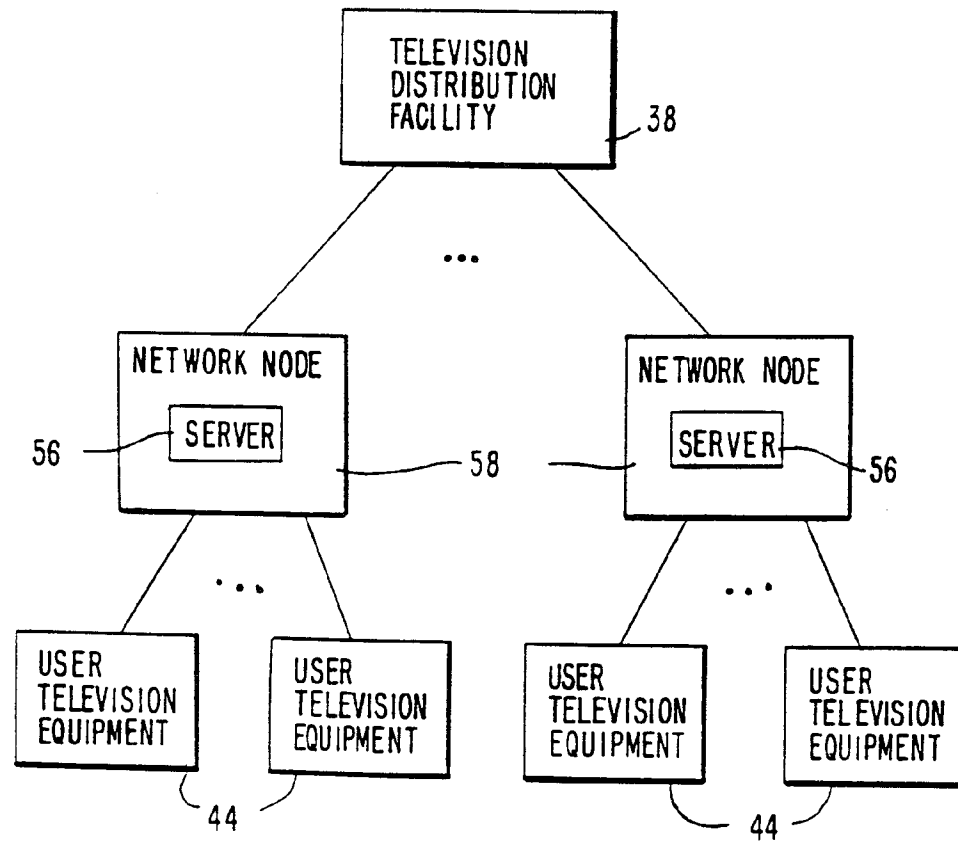 TELEVISION
DISTRIBUTION
FACILITY
38
...
NETWORK NODE
SERVER
56
58
NETWORK NODE
SERVER
56
...
...
USER
TELEVISION
EQUIPMENT
USER
TELEVISION
EQUIPMENT
USER
TELEVISION
EQUIPMENT
USER
TELEVISION
EQUIPMENT
44
44